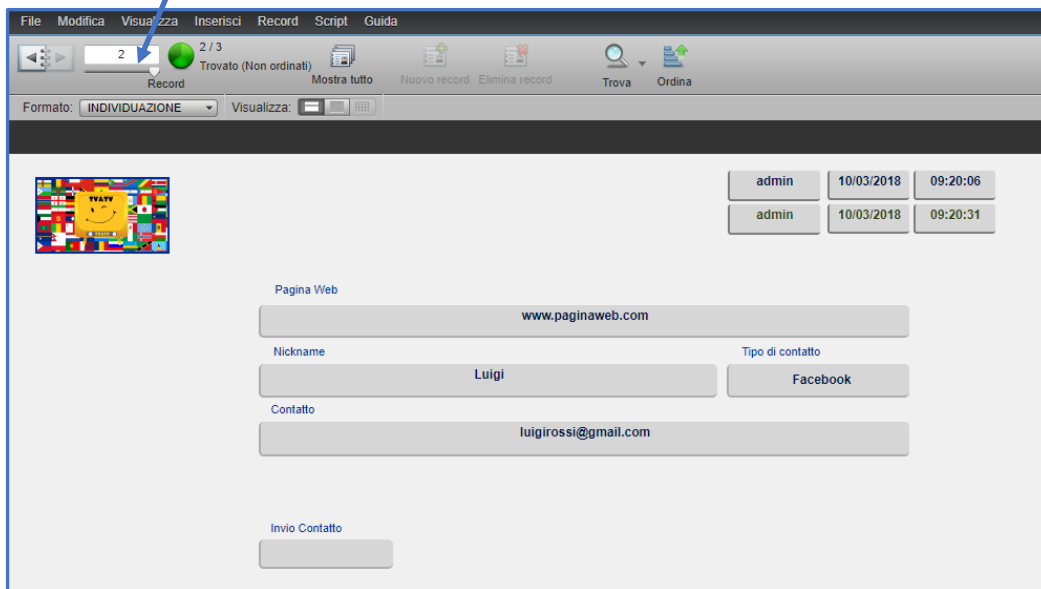 File Modifica Visualizza Inserisci Record Script Guida
2
2 / 3
Trovato (Non ordinati)
Record
Mostra tutto
Nuovo record Elimina record
Trova
Ordina
Formato: INDIVIDUAZIONE Visualizza:
TVATV
admin 10/03/2018 09:20:06
admin 10/03/2018 09:20:31
Pagina Web
www.paginaweb.com
Nickname Tipo di contatto
Luigi Facebook
Contatto
luigirossi@gmail.com
Invio Contatto